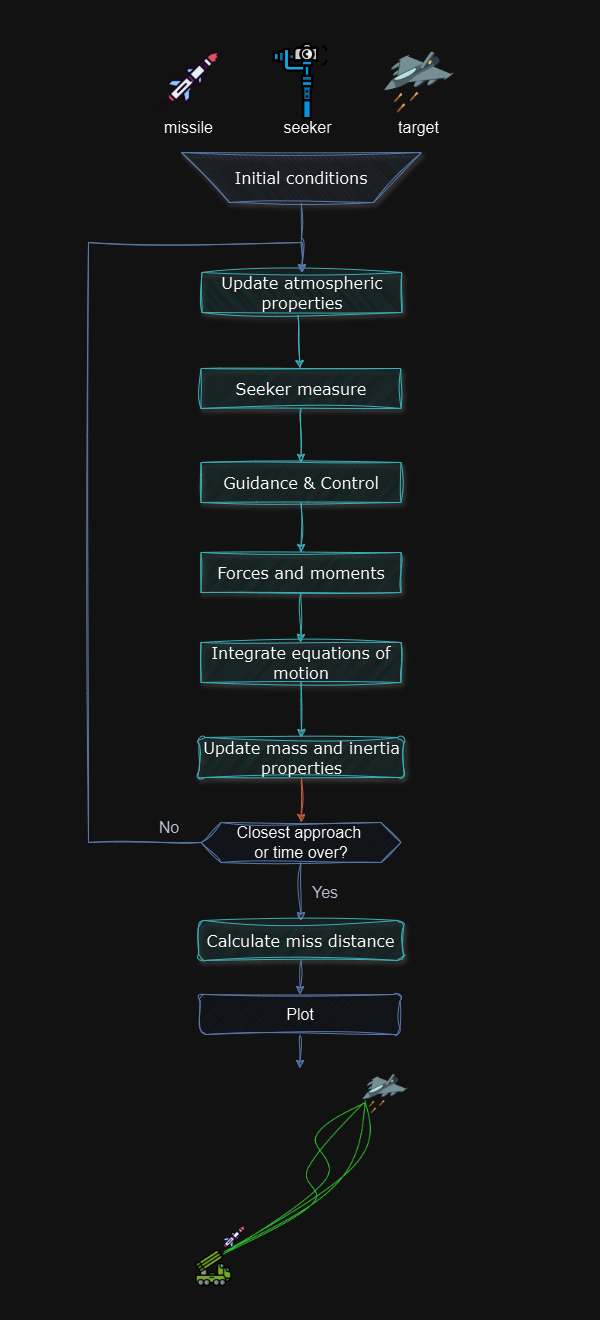 missile
seeker
target
Initial conditions
Update atmospheric
properties
Seeker measure
Guidance & Control
Forces and moments
Integrate equations of
motion
Update mass and inertia
properties
No
Closest approach
or time over?
Yes
Calculate miss distance
Plot